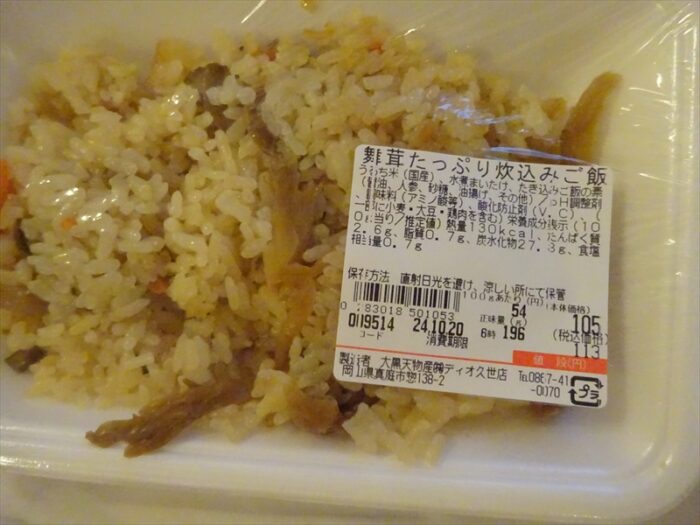 舞茸たっぷり炊込みご飯
うるち米(国産)、水煮まいたけ、たき込みご飯の素
(醤油、人参、砂糖、油揚げ、その他)/pH調整剤
、調味料(アミノ酸等)、酸化防止剤(V.C)、(
一部に小麦・大豆・鶏肉を含む)栄養成分表示(10
0g当り/推定値)熱量130kcal、たんぱく質
2.6g、脂質0.7g、炭水化物27.3g、食塩
相当量0.7g
保存方法 直射日光を避け、涼しい所にて保管
100gあたり(円)(本体価格)
54 105
0 283018 501053 正味量(g) (税込価格)
009514 24.10.20 6時 196 113
コード 消費期限 値段(円)
製造者 大黒天物産㈱ディオ久世店 TEL0867-41
岡山県真庭市惣138-2 -0170
プラ